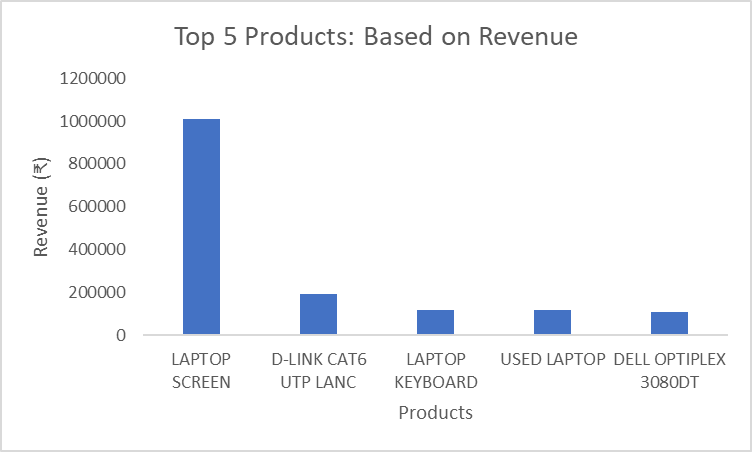 Top 5 Products: Based on Revenue
Revenue (₹)
1200000
1000000
800000
600000
400000
200000
0
LAPTOP
SCREEN
D-LINK CAT6
UTP LANC
LAPTOP
KEYBOARD
USED LAPTOP
DELL OPTIPLEX
3080DT
Products